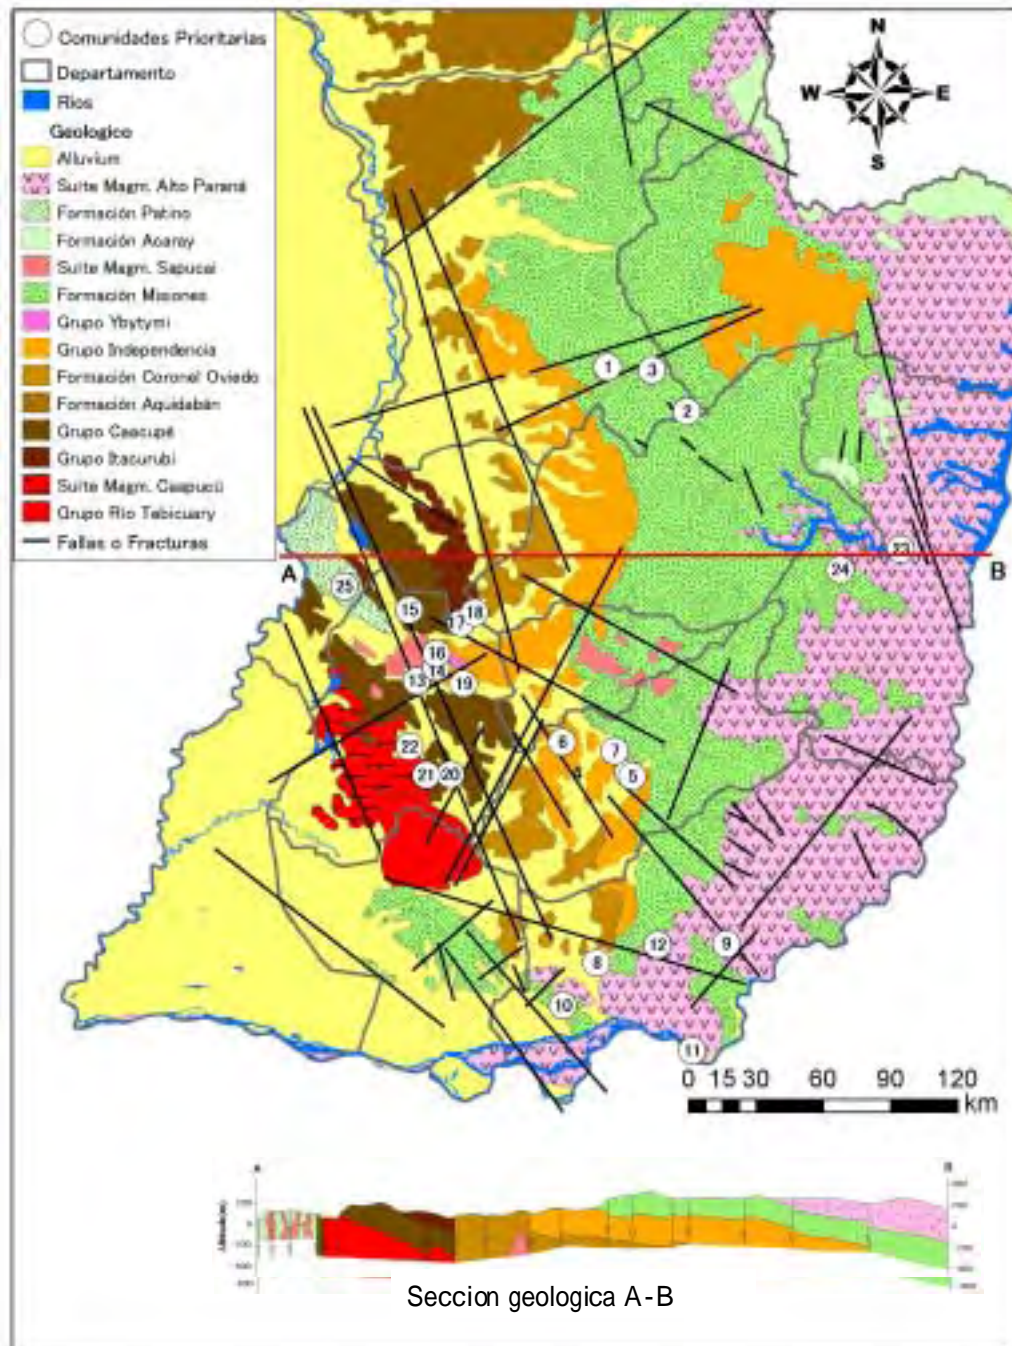 Comunidades Prioritarias
Departamento
Rios
Geologico
Alluvium
Suite Magm. Alto Paraná
Formación Patino
Formación Acaray
Suite Magm. Sapucai
Formación Misiones
Grupo Ybytymi
Grupo Independencia
Formación Coronel Oviedo
Formación Aquidabán
Grupo Caacupé
Grupo Itacurubi
Suite Magm. Caapucú
Grupo Rio Tebicuary
Fallas o Fracturas
N
W E
S
1 3
2
A B
23
24
25
15
17 18
16
14
13 19
22 6 7
21 20 4 5
12 9
8
10
11
0 15 30 60 90 120
km
A B
Seccion geologica A-B